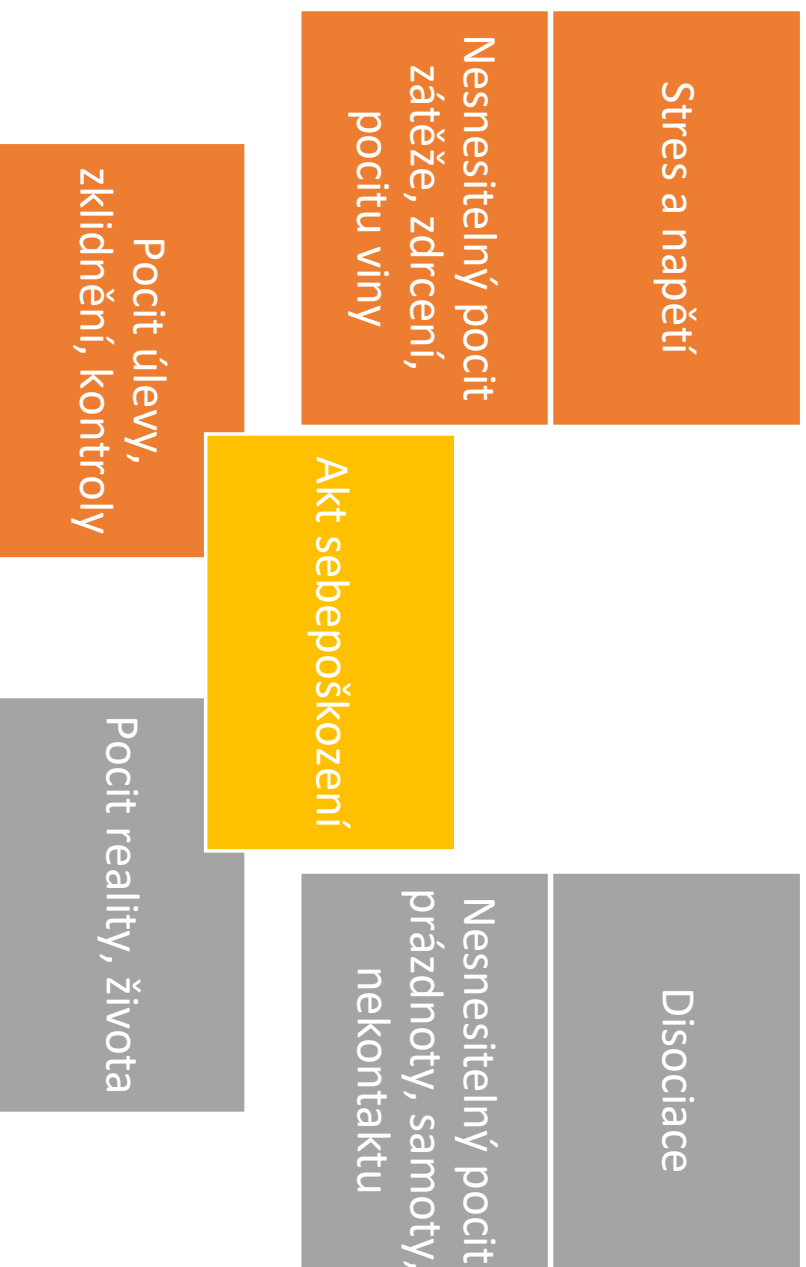 Stres a napětí
Nesnesitelný pocit
zátěže, zdrcení,
pocitu viny
Disociace
Nesnesitelný pocit
prázdnoty, samoty,
nekontaktu
Akt sebepoškození
Pocit úlevy,
zklidnění, kontroly
Pocit reality, života